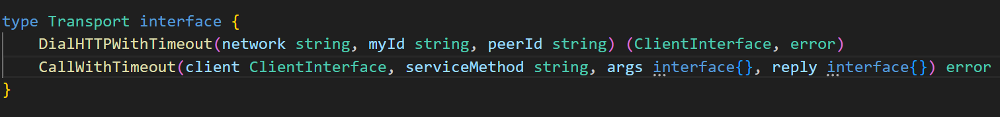 type Transport interface {
    DialHTTPWithTimeout(network string, myId string, peerId string) (ClientInterface, error)
    CallWithTimeout(client ClientInterface, serviceMethod string, args interface{}, reply interface{}) error
}